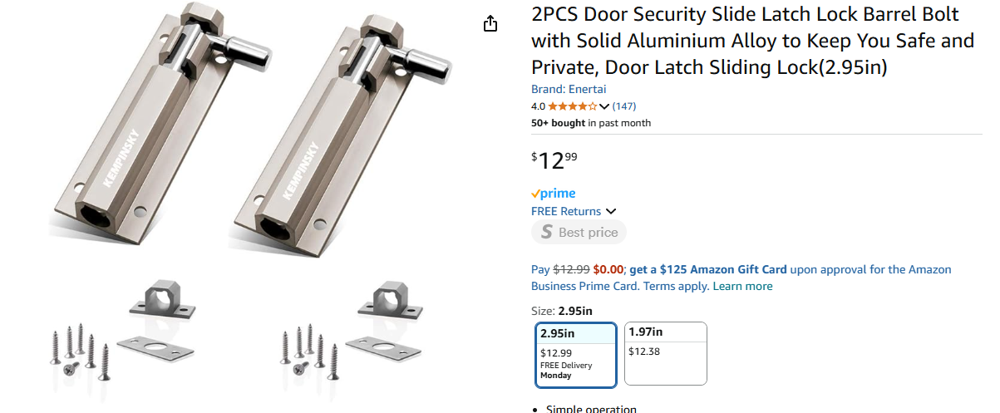 2PCS Door Security Slide Latch Lock Barrel Bolt
with Solid Aluminium Alloy to Keep You Safe and
Private, Door Latch Sliding Lock(2.95in)
Brand: Enertai
4.0 (147)
50+ bought in past month
$12.99
prime
FREE Returns
S Best price
Pay $12.99 $0.00; get a $125 Amazon Gift Card upon approval for the Amazon
Business Prime Card. Terms apply. Learn more
Size: 2.95in
2.95in
$12.99
FREE Delivery
Monday
1.97in
$12.38
Simple operation
KEMPINSKY
KEMPINSKY